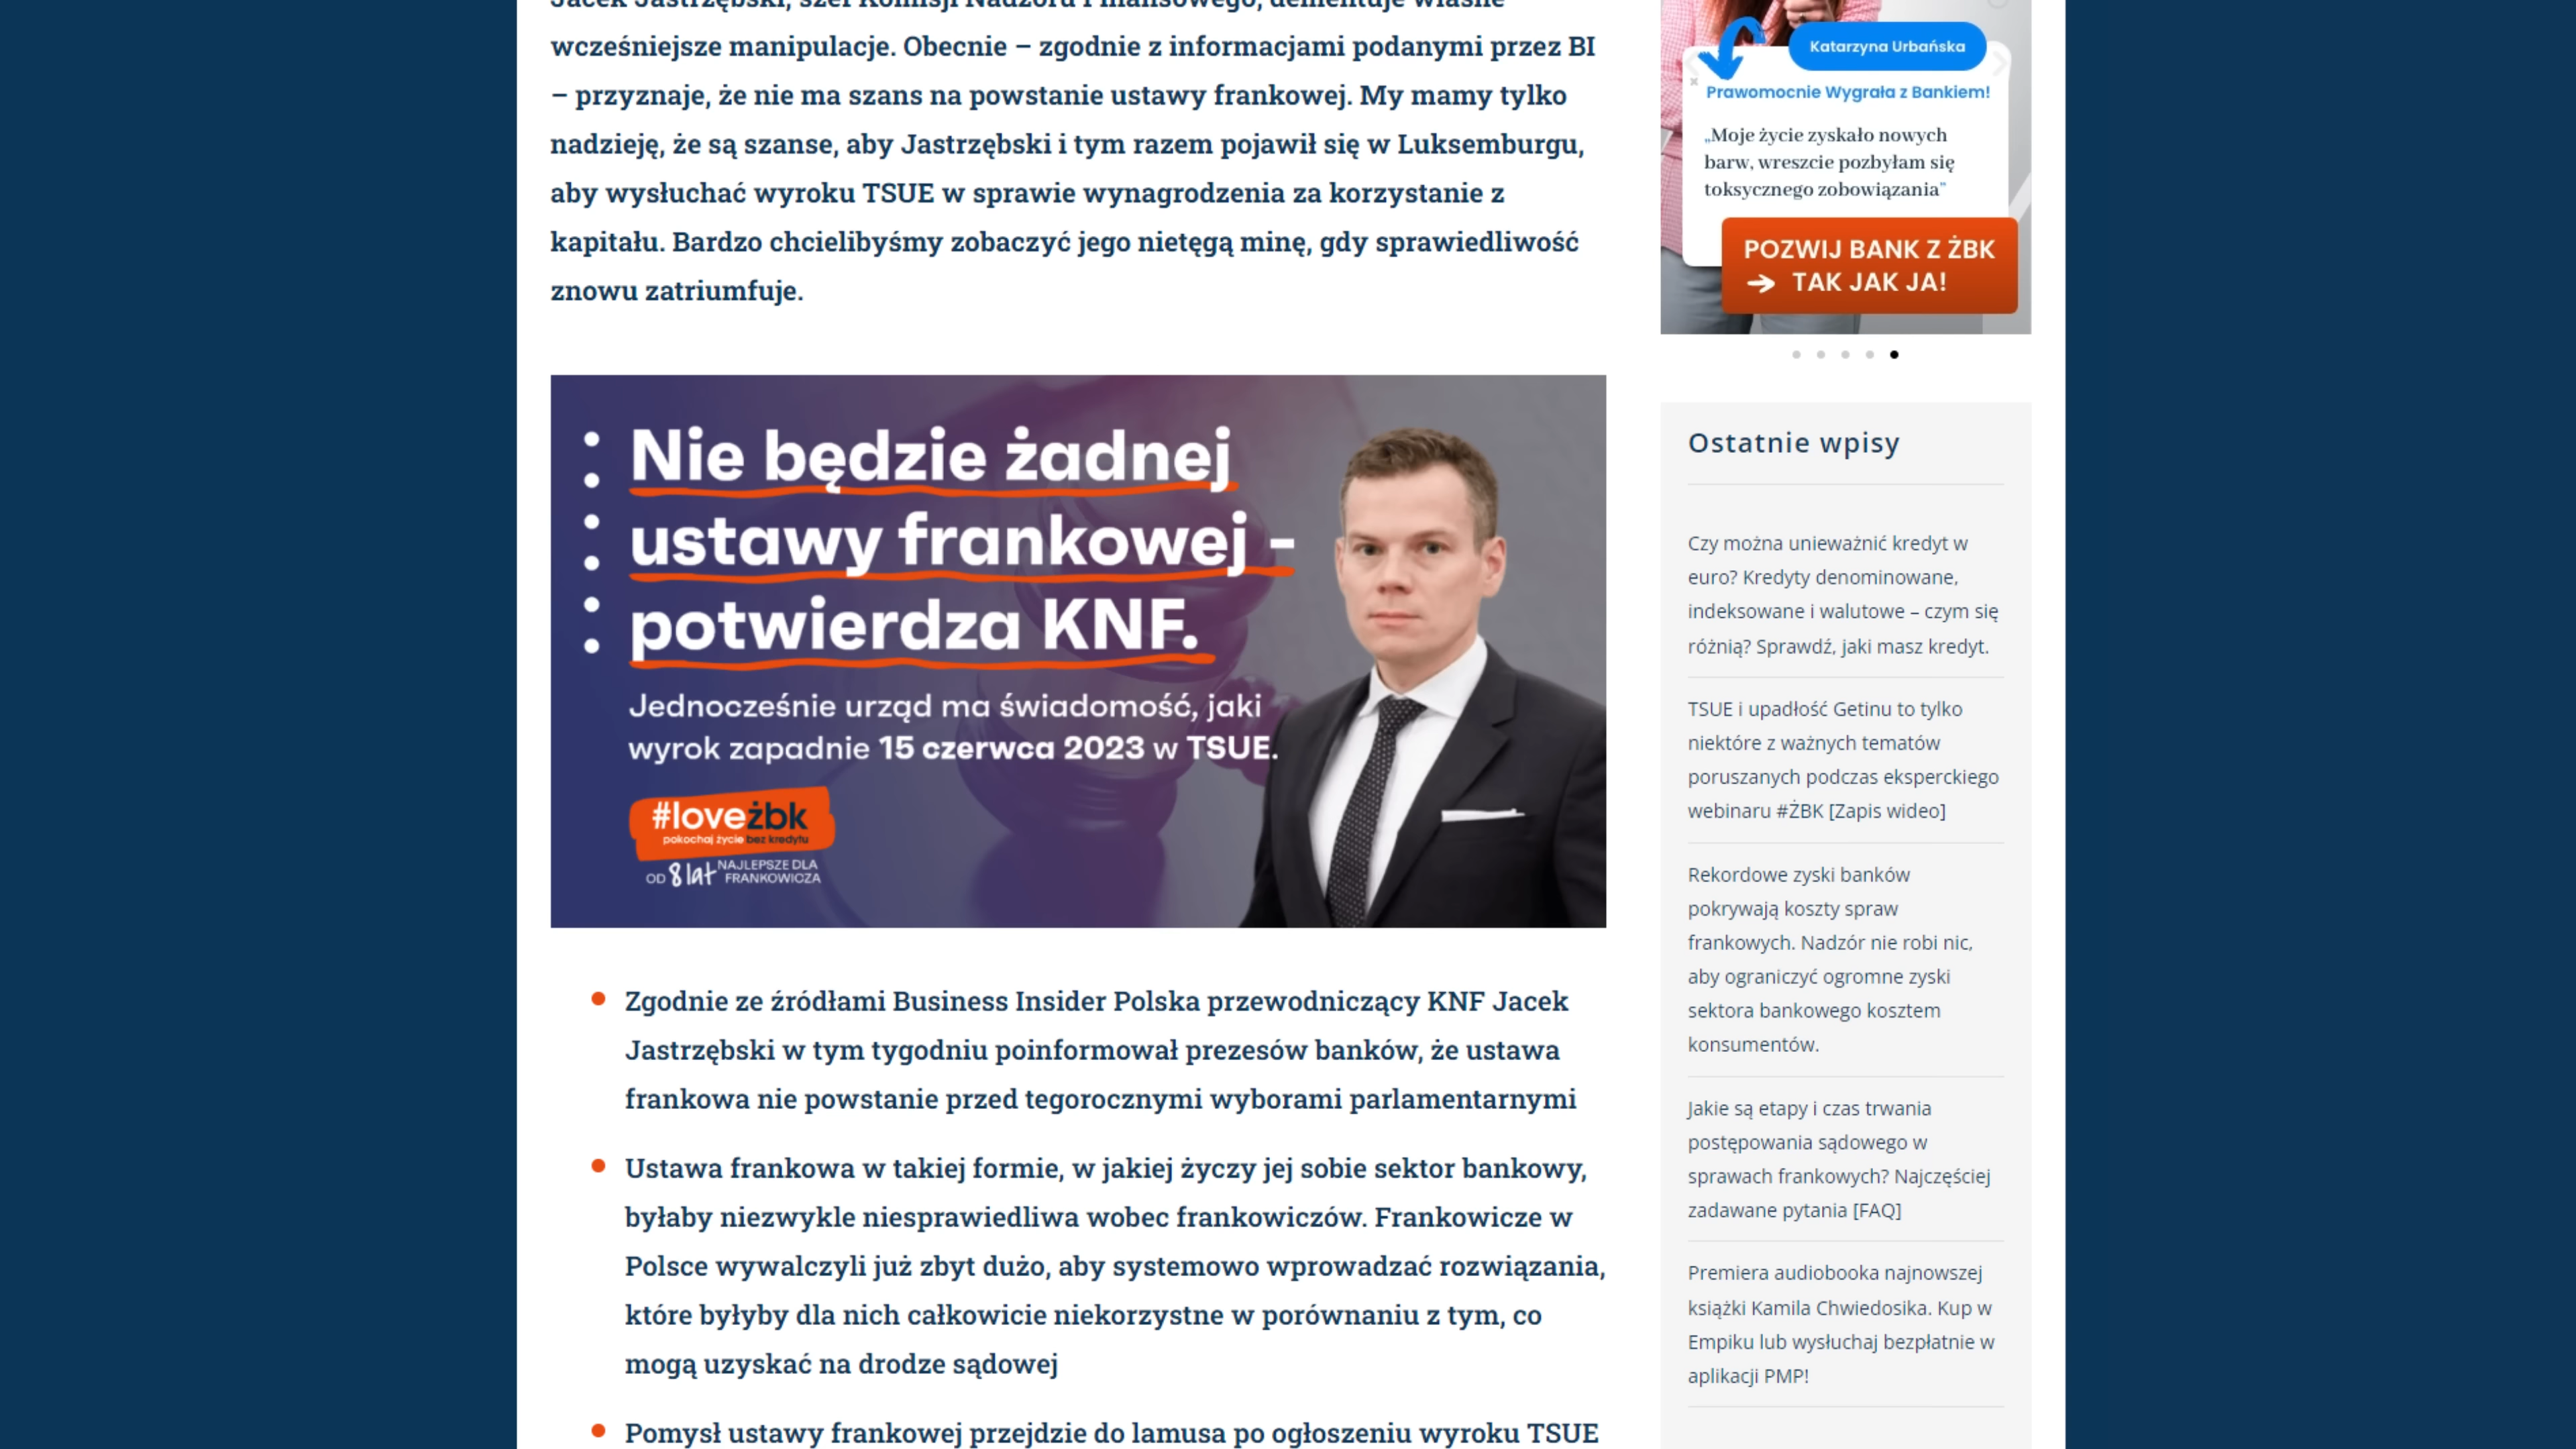 Jacek Jastrzębski, szef Komisji Nadzoru Finansowego, dementuje własne
wcześniejsze manipulacje. Obecnie – zgodnie z informacjami podanymi przez BI
– przyznaje, że nie ma szans na powstanie ustawy frankowej. My mamy tylko
nadzieję, że są szanse, aby Jastrzębski i tym razem pojawił się w Luksemburgu,
aby wysłuchać wyroku TSUE w sprawie wynagrodzenia za korzystanie z
kapitału. Bardzo chcielibyśmy zobaczyć jego nietęgą minę, gdy sprawiedliwość
znowu zatriumfuje.
Nie będzie żadnej
ustawy frankowej -
potwierdza KNF.
Jednocześnie urząd ma świadomość, jaki
wyrok zapadnie 15 czerwca 2023 w TSUE.
#loveżbk
pokochaj życie bez kredytu
OD 8 lat NAJLEPSZE DLA
FRANKOWICZA
Zgodnie ze źródłami Business Insider Polska przewodniczący KNF Jacek
Jastrzębski w tym tygodniu poinformował prezesów banków, że ustawa
frankowa nie powstanie przed tegorocznymi wyborami parlamentarnymi
Ustawa frankowa w takiej formie, w jakiej życzy jej sobie sektor bankowy,
byłaby niezwykle niesprawiedliwa wobec frankowiczów. Frankowicze w
Polsce wywalczyli już zbyt dużo, aby systemowo wprowadzać rozwiązania,
które byłyby dla nich całkowicie niekorzystne w porównaniu z tym, co
mogą uzyskać na drodze sądowej
Pomysł ustawy frankowej przejdzie do lamusa po ogłoszeniu wyroku TSUE
Katarzyna Urbańska
Prawomocnie Wygrała z Bankiem!
„Moje życie zyskało nowych
barw, wreszcie pozbyłam się
toksycznego zobowiązania"
POZWIJ BANK Z ŻBK
→ TAK JAK JA!
Ostatnie wpisy
Czy można unieważnić kredyt w
euro? Kredyty denominowane,
indeksowane i walutowe – czym się
różnią? Sprawdź, jaki masz kredyt.
TSUE i upadłość Getinu to tylko
niektóre z ważnych tematów
poruszanych podczas eksperckiego
webinaru #ŻBK [Zapis wideo]
Rekordowe zyski banków
pokrywają koszty spraw
frankowych. Nadzór nie robi nic,
aby ograniczyć ogromne zyski
sektora bankowego kosztem
konsumentów.
Jakie są etapy i czas trwania
postępowania sądowego w
sprawach frankowych? Najczęściej
zadawane pytania [FAQ]
Premiera audiobooka najnowszej
książki Kamila Chwiedosika. Kup w
Empiku lub wysłuchaj bezpłatnie w
aplikacji PMP!